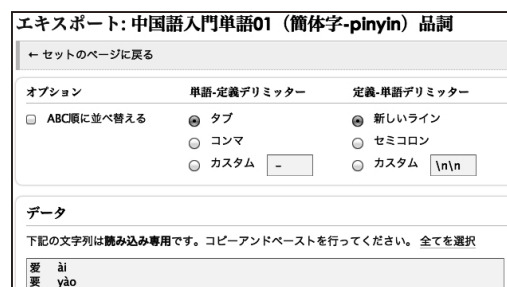 エキスポート: 中国語入門単語01（簡体字-pinyin）品詞
← セットのページに戻る
オプション 単語-定義デリミッター 定義-単語デリミッター
ABC順に並べ替える タブ 新しいライン
コンマ セミコロン
カスタム - カスタム \n\n
データ
下記の文字列は読み込み専用です。コピーアンドペーストを行ってください。 全てを選択
爱 ài
要 yào